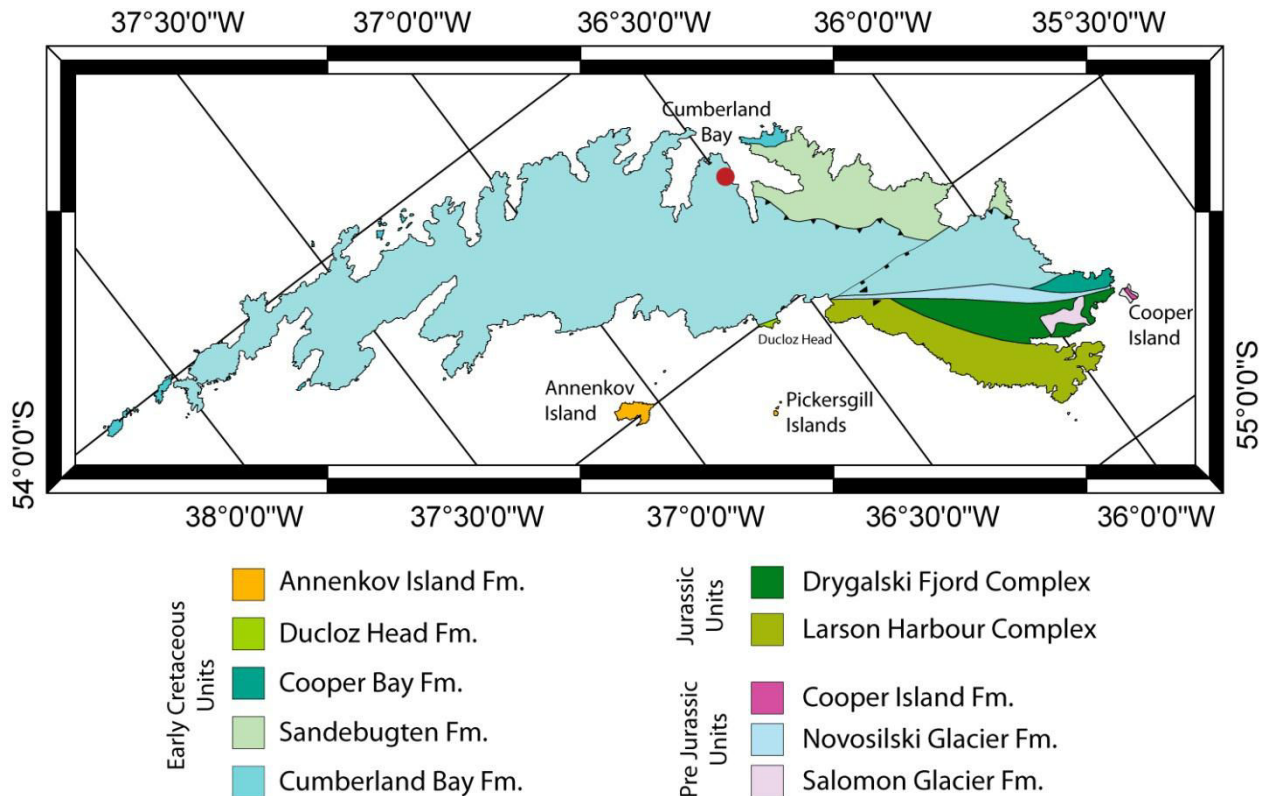 37°30'0"W
37°0'0"W
36°30'0"W
36°0'0"W
35°30'0"W
Cumberland
Bay
Cooper
Island
Ducloz Head
Annenkov
Island
Pickersgill
Islands
54°0'0"S
55°0'0"S
38°0'0"W
37°30'0"W
37°0'0"W
36°30'0"W
36°0'0"W
Early Cretaceous
Units
Annenkov Island Fm.
Ducloz Head Fm.
Cooper Bay Fm.
Sandebugten Fm.
Cumberland Bay Fm.
Jurassic
Units
Drygalski Fjord Complex
Larson Harbour Complex
Pre Jurassic
Units
Cooper Island Fm.
Novosilski Glacier Fm.
Salomon Glacier Fm.